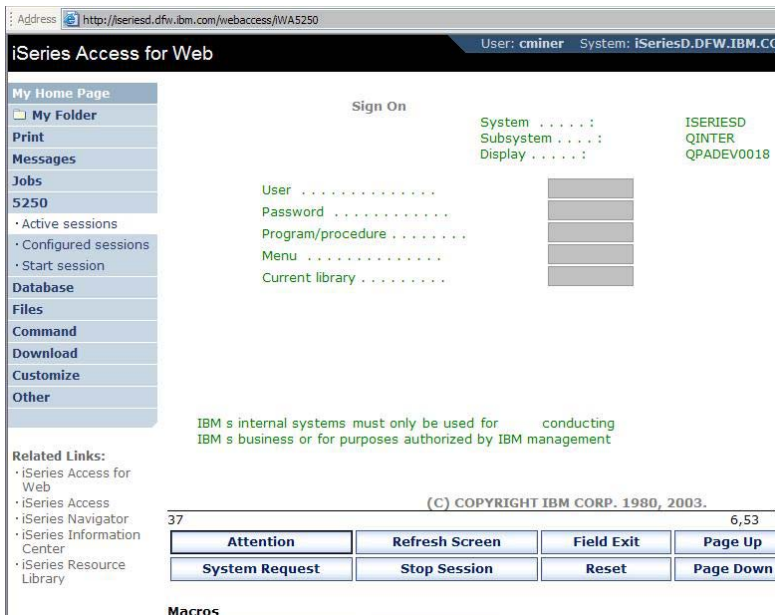 Address http://iseriesd.dfw.ibm.com/webaccess/iWA5250
iSeries Access for Web
User: cminer System: iSeriesD.DFW.IBM.CO
My Home Page
My Folder
Print
Messages
Jobs
5250
· Active sessions
· Configured sessions
· Start session
Database
Files
Command
Download
Customize
Other
Related Links:
· iSeries Access for
Web
· iSeries Access
· iSeries Navigator
· iSeries Information
Center
· iSeries Resource
Library
Sign On
System . . . . . : ISERIESD
Subsystem . . . . : QINTER
Display . . . . . : QPADEV0018
User . . . . . . . . . . . . . .
Password . . . . . . . . . . . .
Program/procedure . . . . . . . .
Menu . . . . . . . . . . . . . .
Current library . . . . . . . . .
IBM s internal systems must only be used for conducting
IBM s business or for purposes authorized by IBM management
(C) COPYRIGHT IBM CORP. 1980, 2003.
37 6,53
Attention Refresh Screen Field Exit Page Up
System Request Stop Session Reset Page Down
Macros